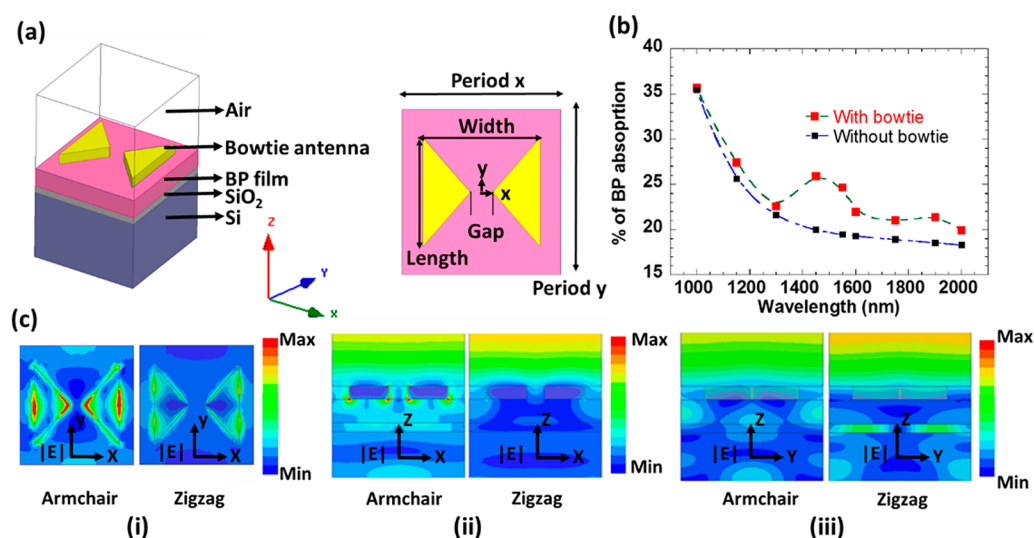 (a)
Air
Bowtie antenna
BP film
SiO₂
Si
Z
Y
X
Period x
Width
y
x
Gap
Length
Period y
(b)
% of BP absoprtion
40
35
30
25
20
15
With bowtie
Without bowtie
1000 1200 1400 1600 1800 2000
Wavelength (nm)
(c)
y
|E| X
Armchair
y
|E| X
Zigzag
Max
Min
(i)
Z
|E| X
Armchair
Z
|E| X
Zigzag
Max
Min
(ii)
Z
|E| Y
Armchair
Z
|E| Y
Zigzag
Max
Min
(iii)